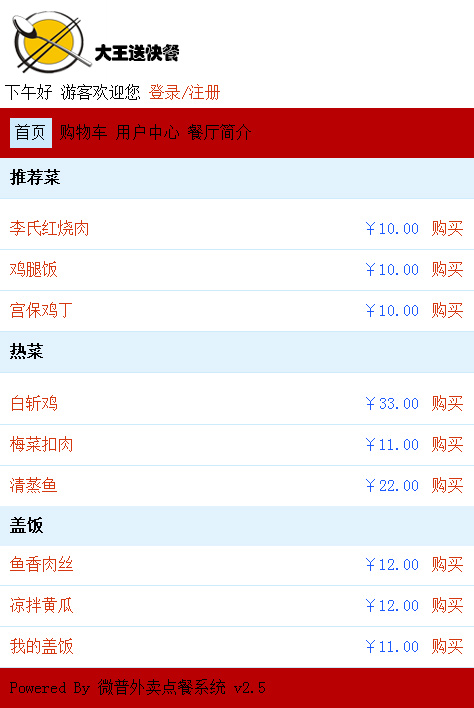 大王送快餐
下午好 游客欢迎您 登录/注册
首页 购物车 用户中心 餐厅简介
推荐菜
李氏红烧肉 ￥10.00 购买
鸡腿饭 ￥10.00 购买
宫保鸡丁 ￥10.00 购买
热菜
白斩鸡 ￥33.00 购买
梅菜扣肉 ￥11.00 购买
清蒸鱼 ￥22.00 购买
盖饭
鱼香肉丝 ￥12.00 购买
凉拌黄瓜 ￥12.00 购买
我的盖饭 ￥11.00 购买
Powered By 微普外卖点餐系统 v2.5